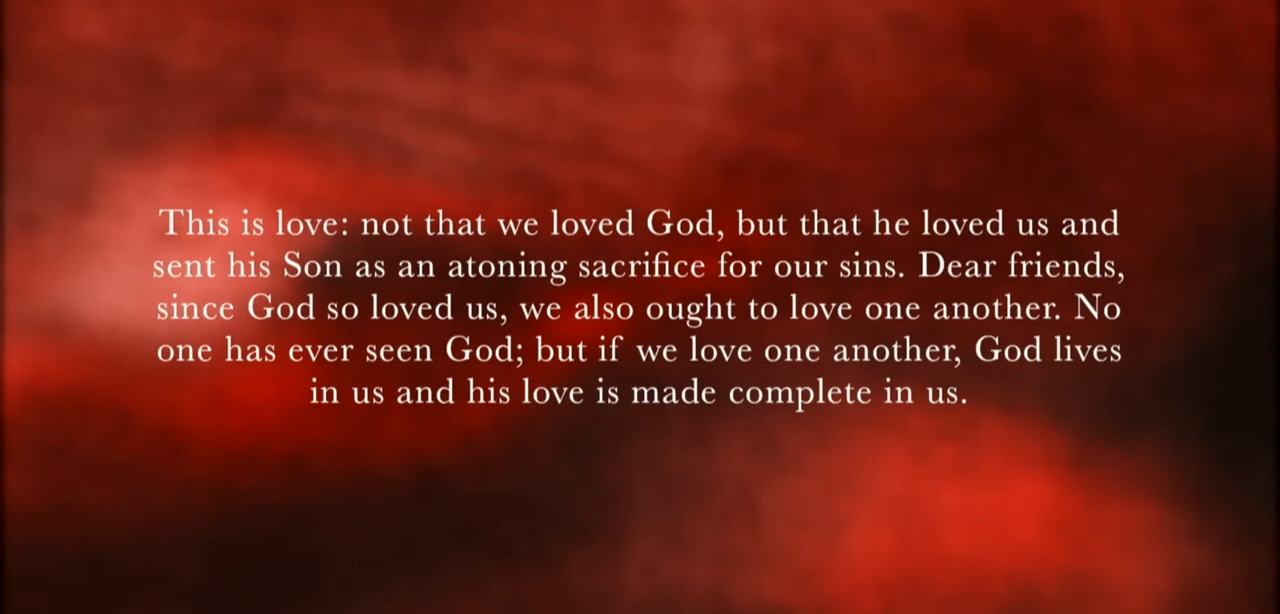 This is love: not that we loved God, but that he loved us and
sent his Son as an atoning sacrifice for our sins. Dear friends,
since God so loved us, we also ought to love one another. No
one has ever seen God; but if we love one another, God lives
in us and his love is made complete in us.